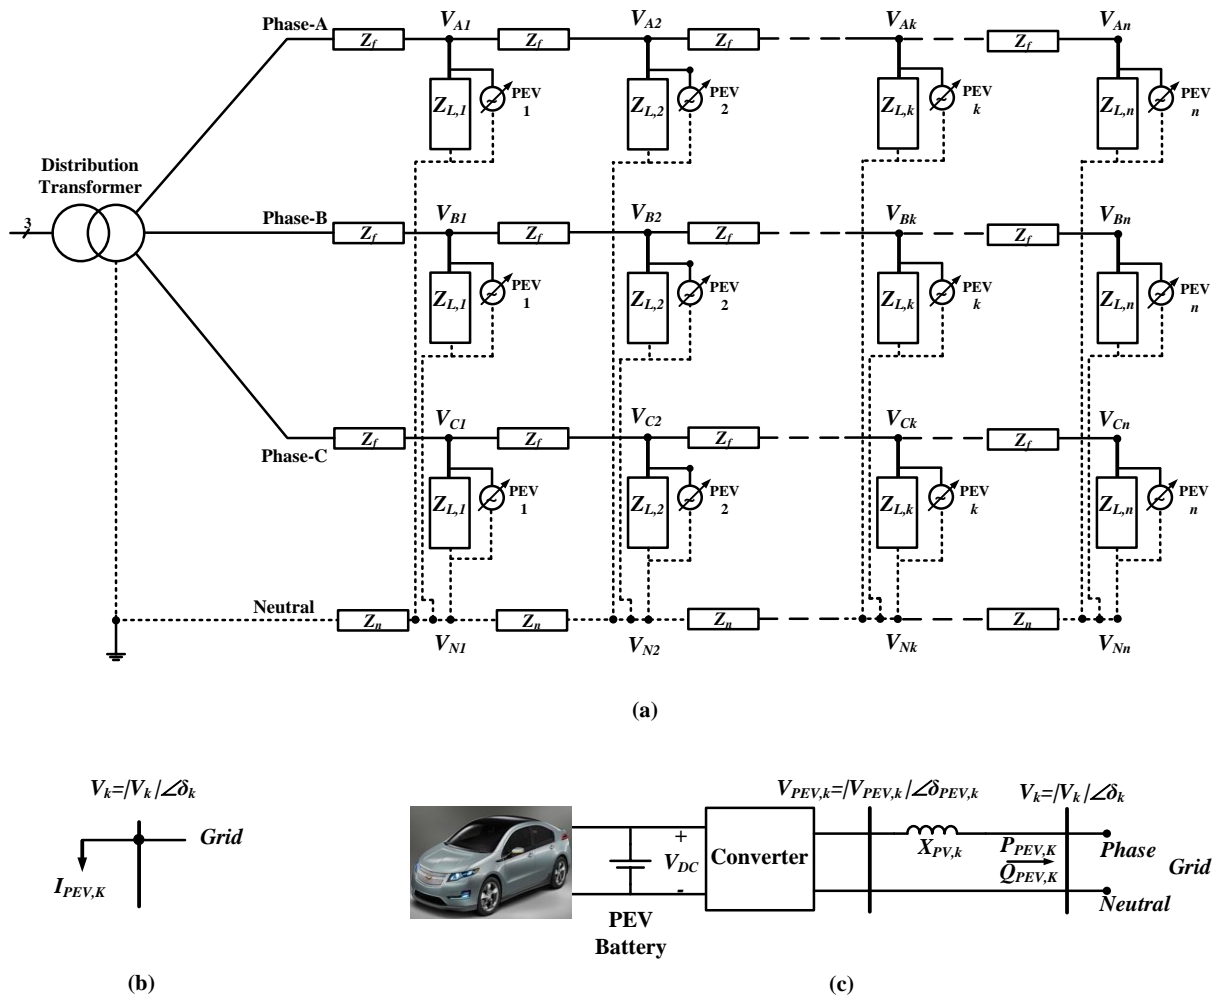 Phase-A
V_A1
V_A2
V_Ak
V_An
Z_f
Z_f
Z_f
Z_f
Z_L,1
PEV
1
Z_L,2
PEV
2
Z_L,k
PEV
k
Z_L,n
PEV
n
Distribution
Transformer
3
Phase-B
V_B1
V_B2
V_Bk
V_Bn
Z_f
Z_f
Z_f
Z_f
Z_L,1
PEV
1
Z_L,2
PEV
2
Z_L,k
PEV
k
Z_L,n
PEV
n
V_C1
V_C2
V_Ck
V_Cn
Z_f
Z_f
Z_f
Z_f
Phase-C
Z_L,1
PEV
1
Z_L,2
PEV
2
Z_L,k
PEV
k
Z_L,n
PEV
n
Neutral
Z_n
Z_n
Z_n
Z_n
V_N1
V_N2
V_Nk
V_Nn
(a)
V_k=|V_k|∠δ_k
Grid
I_PEV,K
(b)
V_PEV,k=|V_PEV,k|∠δ_PEV,k
V_k=|V_k|∠δ_k
+
V_DC
-
Converter
X_PV,k
P_PEV,K
Q_PEV,K
Phase
Grid
Neutral
PEV
Battery
(c)